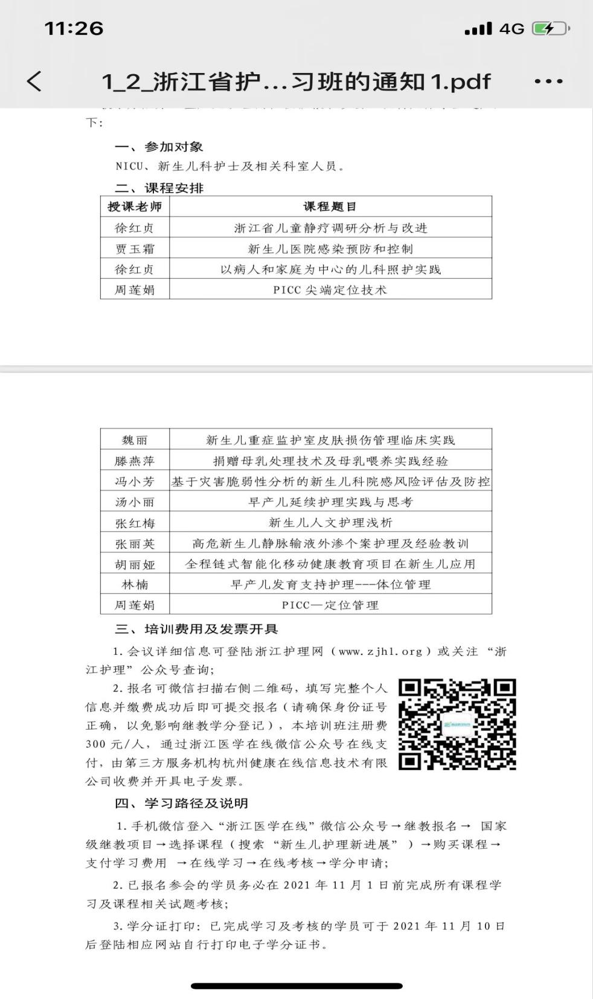 11:26
4G
1_2_浙江省护...习班的通知1.pdf
下：
一、参加对象
NICU、新生儿科护士及相关科室人员。
二、课程安排
授课老师 课程题目
徐红贞 浙江省儿童静疗调研分析与改进
贾玉霜 新生儿医院感染预防和控制
徐红贞 以病人和家庭为中心的儿科照护实践
周莲娟 PICC 尖端定位技术
魏丽 新生儿重症监护室皮肤损伤管理临床实践
滕燕萍 捐赠母乳处理技术及母乳喂养实践经验
冯小芳 基于灾害脆弱性分析的新生儿科院感风险评估及防控
汤小丽 早产儿延续护理实践与思考
张红梅 新生儿人文护理浅析
张丽英 高危新生儿静脉输液外渗个案护理及经验教训
胡丽娅 全程链式智能化移动健康教育项目在新生儿应用
林楠 早产儿发育支持护理---体位管理
周莲娟 PICC—定位管理
三、培训费用及发票开具
1.会议详细信息可登陆浙江护理网（www.zjhl.org）或关注“浙
江护理”公众号查询；
2.报名可微信扫描右侧二维码，填写完整个人
信息并缴费成功后即可提交报名（请确保身份证号
正确，以免影响继教学分登记），本培训班注册费
300 元/人，通过浙江医学在线微信公众号在线支
付，由第三方服务机构杭州健康在线信息技术有限
公司收费并开具电子发票。
四、学习路径及说明
1.手机微信登入“浙江医学在线”微信公众号→继教报名→ 国家
级继教项目→选择课程（搜索“新生儿护理新进展”）→购买课程→
支付学习费用 →在线学习→在线考核→学分申请；
2.已报名参会的学员务必在 2021 年 11 月 1 日前完成所有课程学
习及课程相关试题考核；
3.学分证打印：已完成学习及考核的学员可于 2021 年 11 月 10 日
后登陆相应网站自行打印电子学分证书。